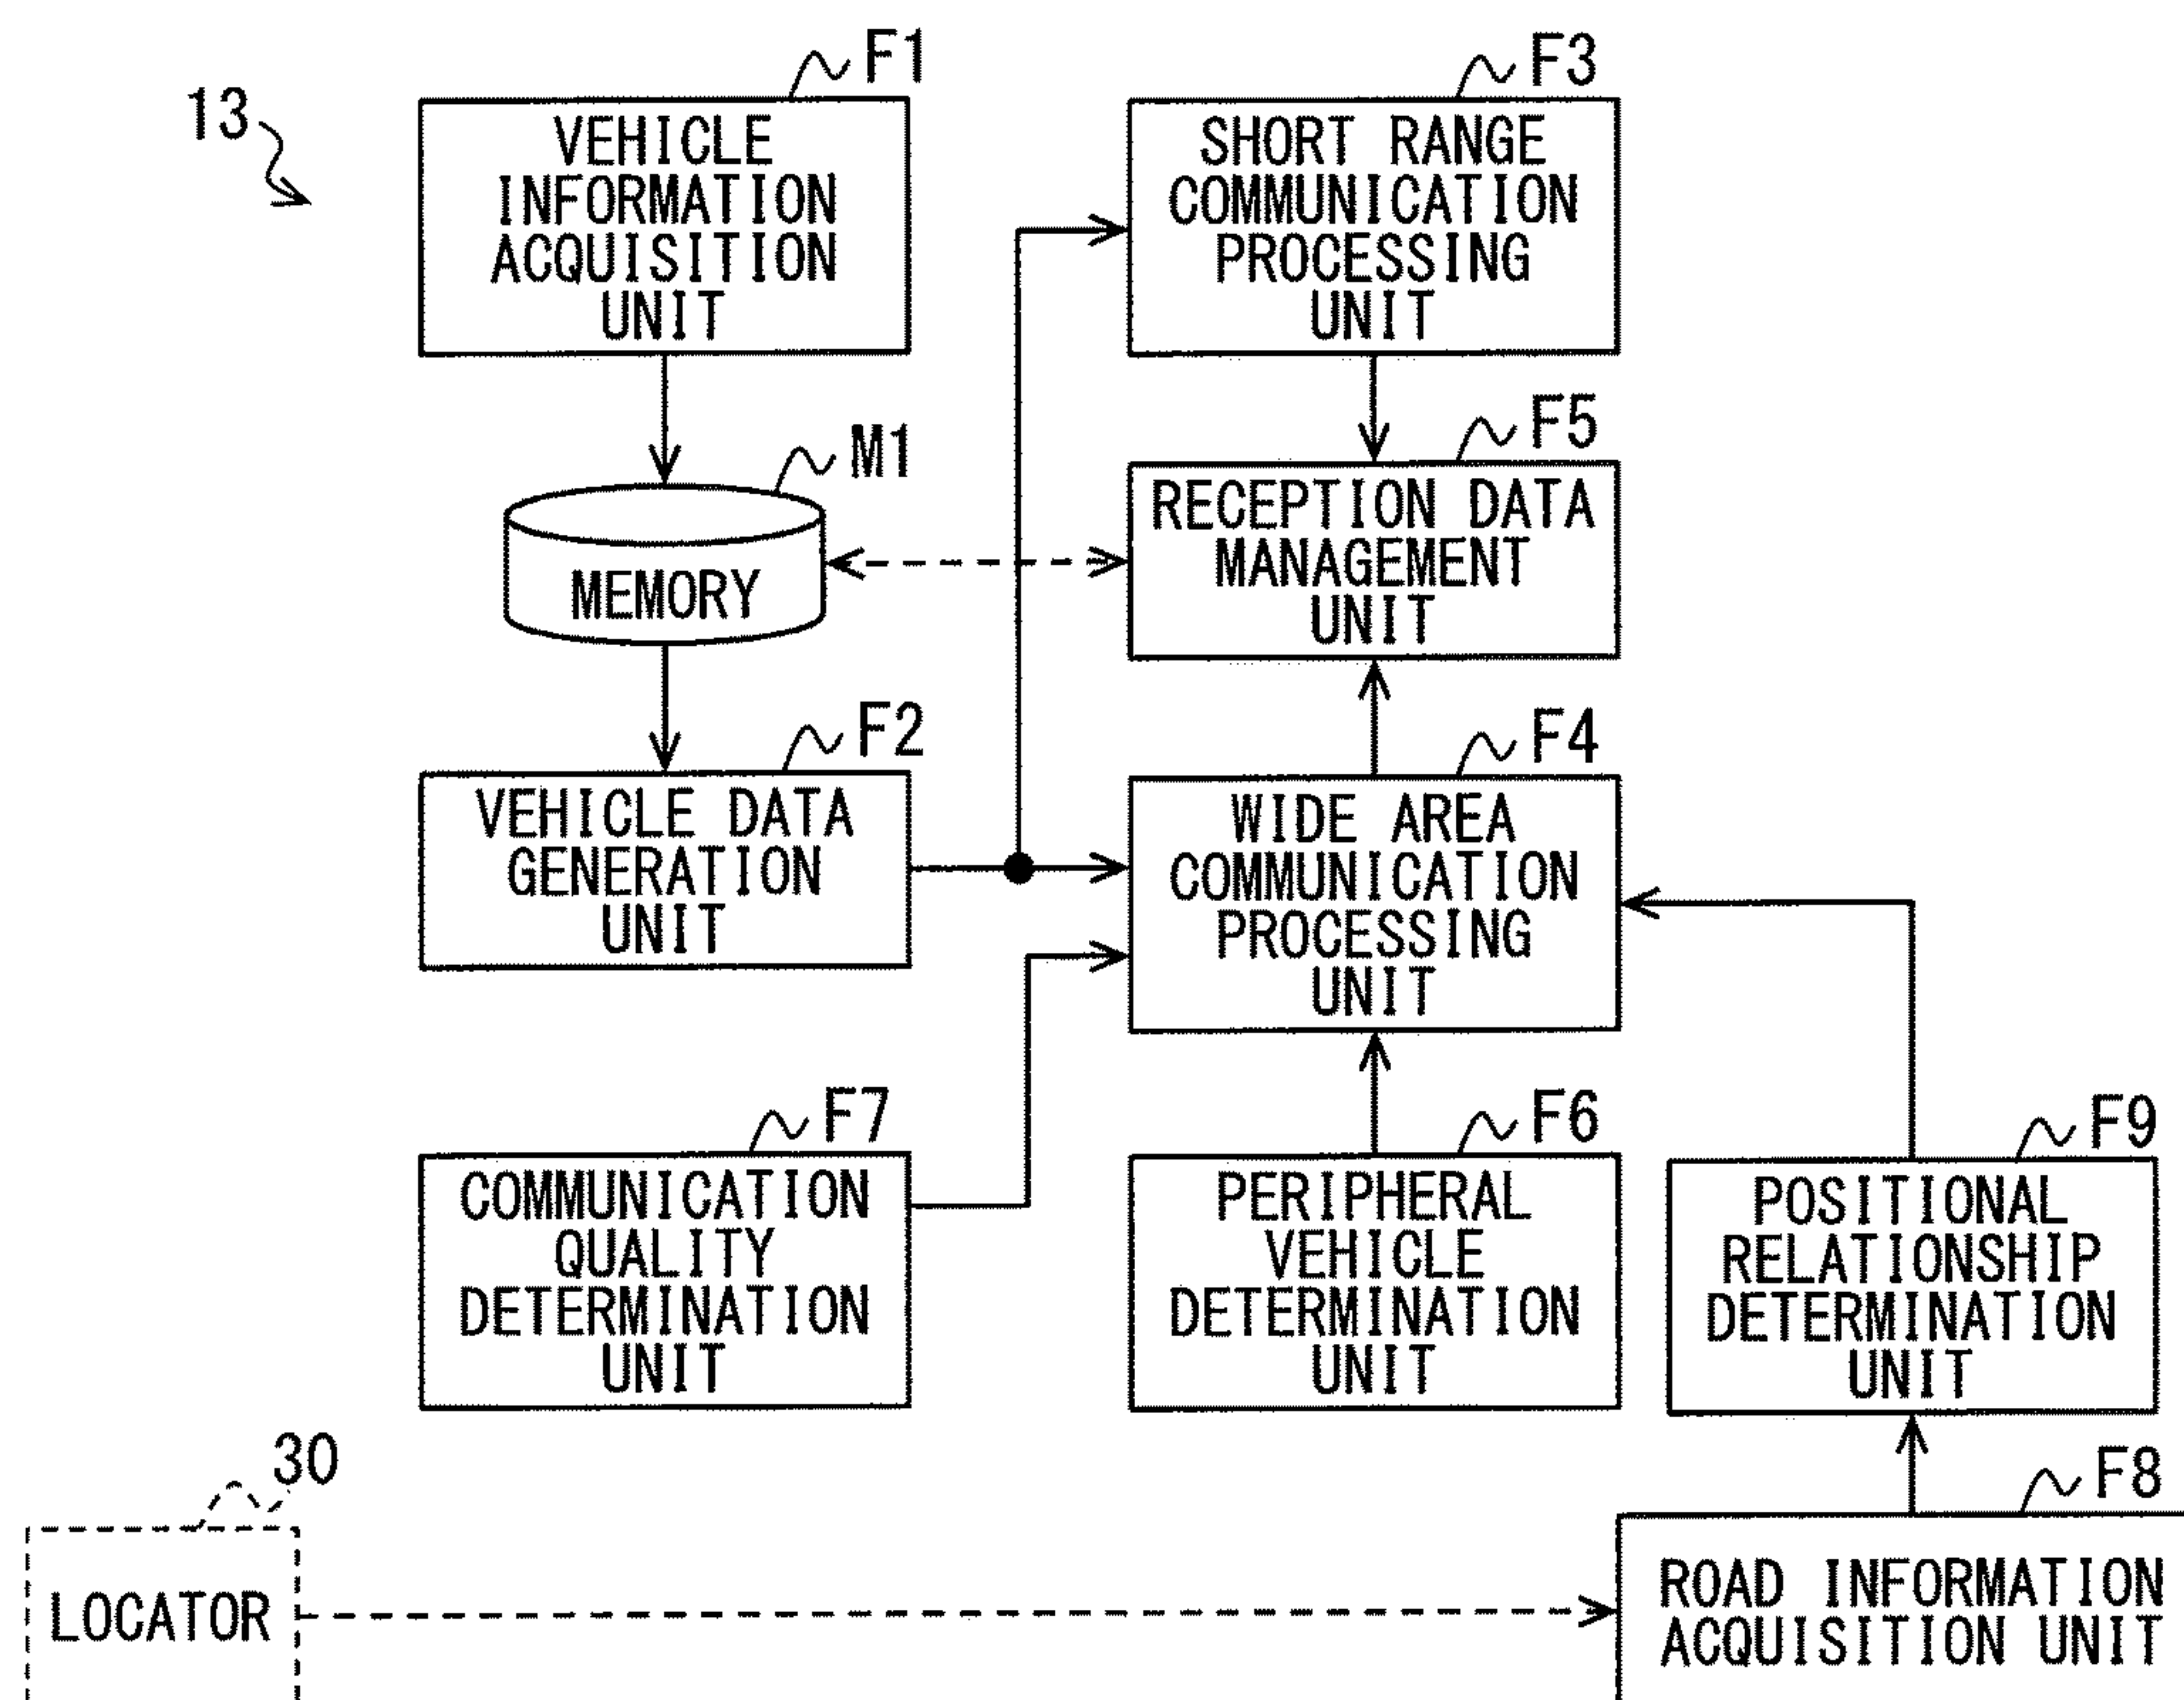 13
F1
VEHICLE
INFORMATION
ACQUISITION
UNIT
F3
SHORT RANGE
COMMUNICATION
PROCESSING
UNIT
M1
MEMORY
F5
RECEPTION DATA
MANAGEMENT
UNIT
F2
VEHICLE DATA
GENERATION
UNIT
F4
WIDE AREA
COMMUNICATION
PROCESSING
UNIT
F7
COMMUNICATION
QUALITY
DETERMINATION
UNIT
F6
PERIPHERAL
VEHICLE
DETERMINATION
UNIT
F9
POSITIONAL
RELATIONSHIP
DETERMINATION
UNIT
30
LOCATOR
F8
ROAD INFORMATION
ACQUISITION UNIT